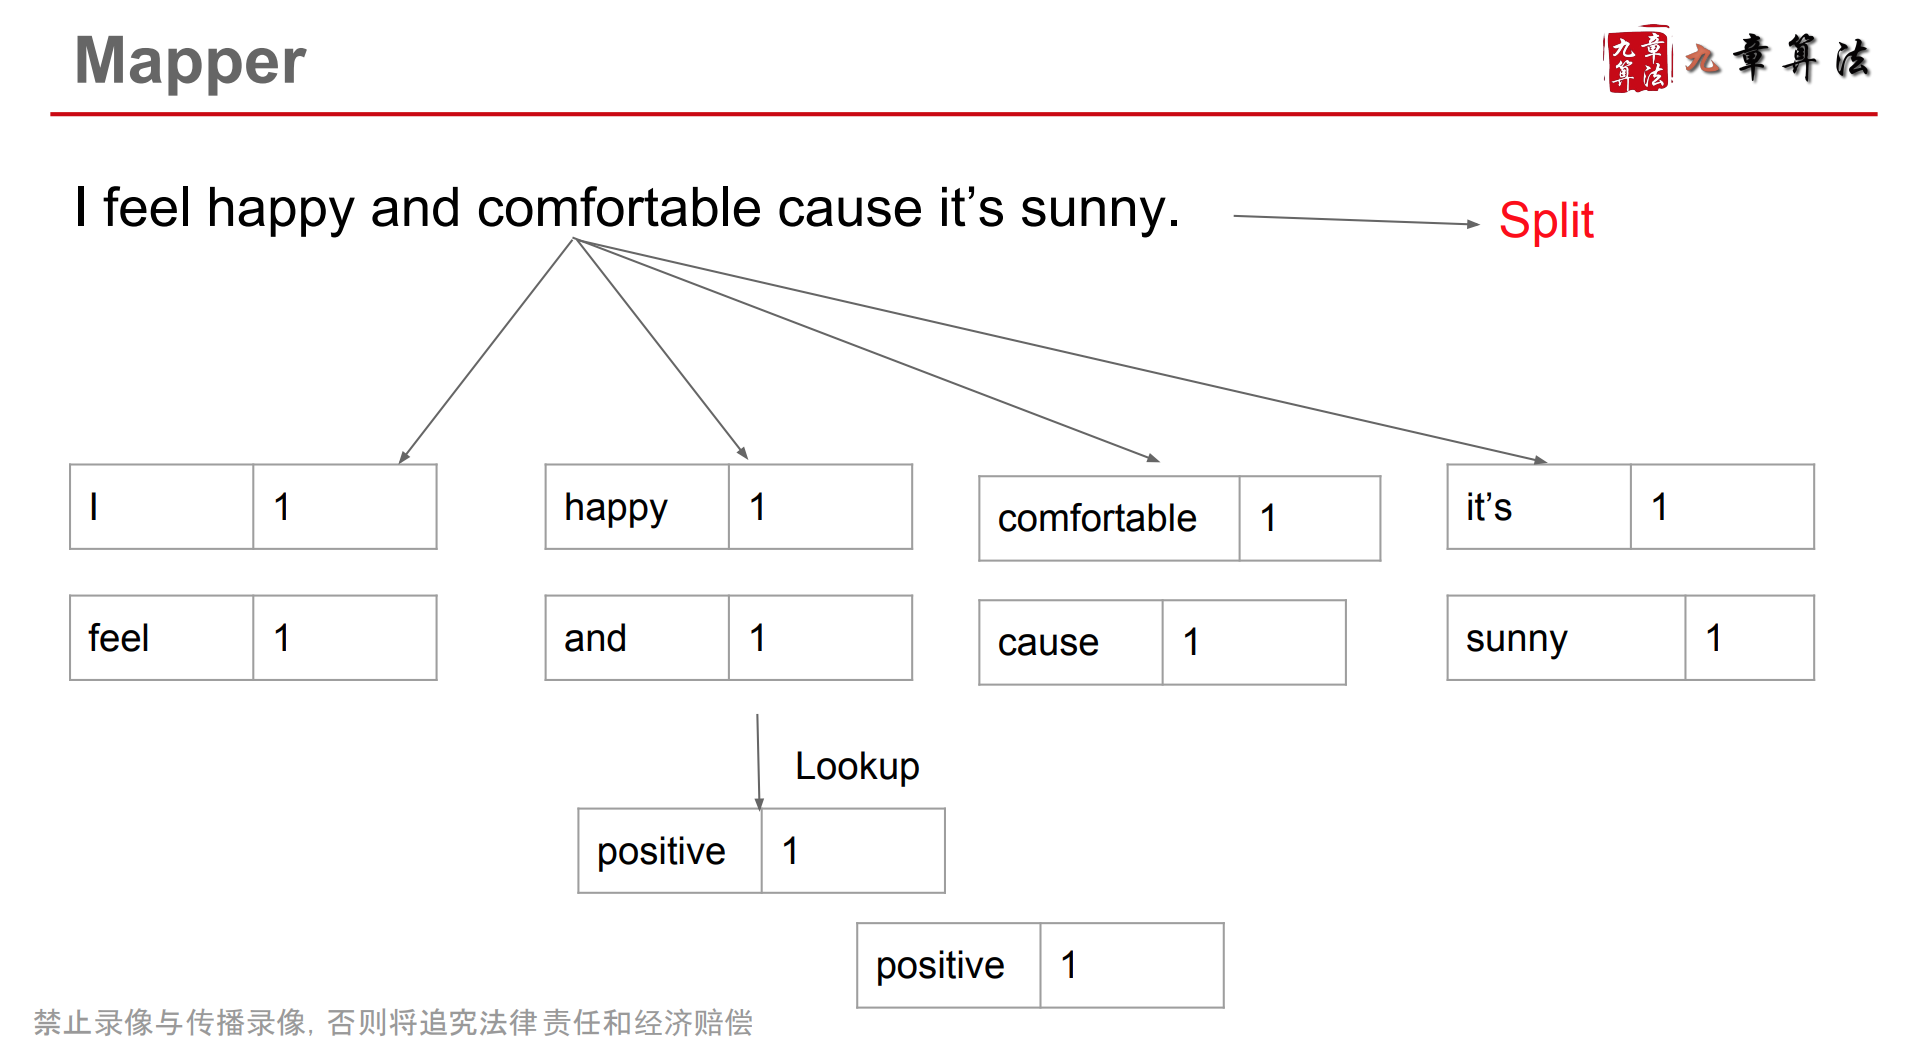 Mapper
九章算法
九章算法
I feel happy and comfortable cause it’s sunny.
Split
I 1
happy 1
comfortable 1
it’s 1
feel 1
and 1
cause 1
sunny 1
Lookup
positive 1
positive 1
禁止录像与传播录像, 否则将追究法律责任和经济赔偿